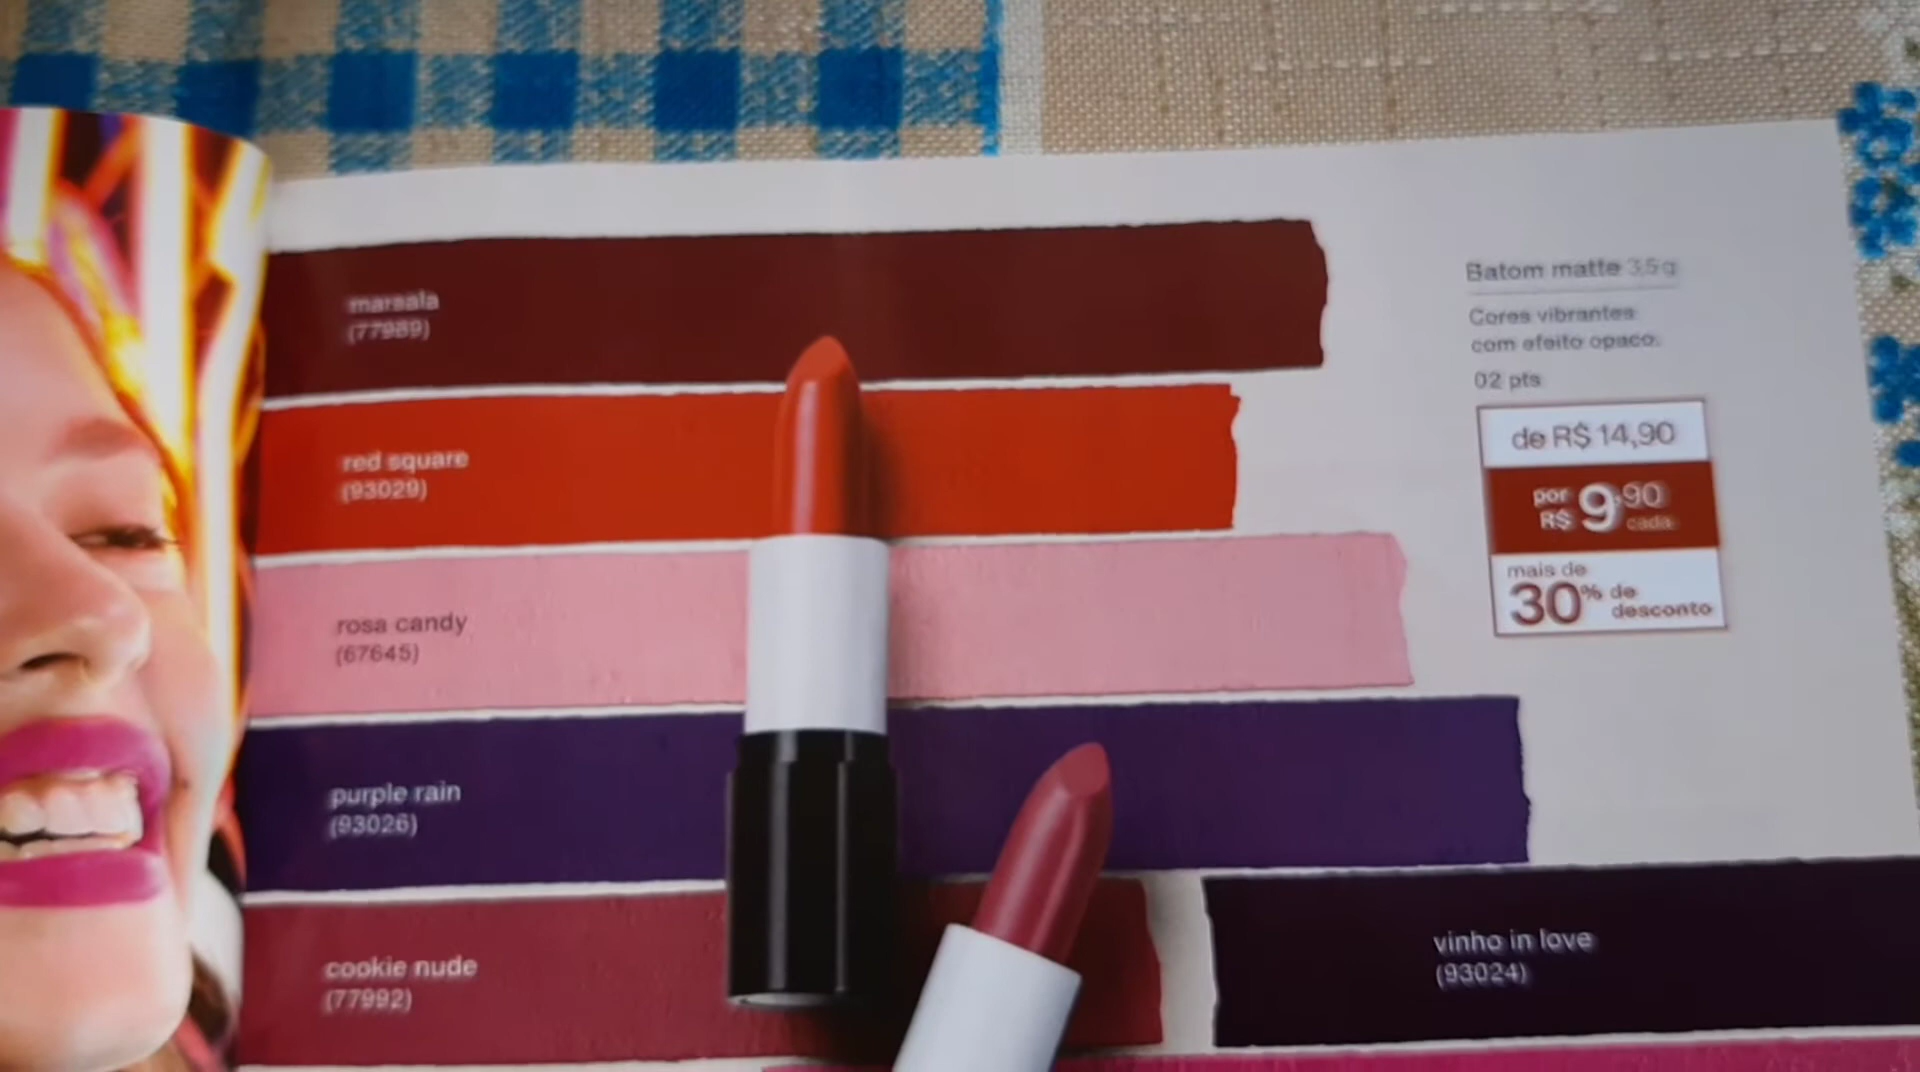 marsala
(77989)
red square
(93029)
rosa candy
(67645)
purple rain
(93026)
cookie nude
(77992)
vinho in love
(93024)
Batom matte 3,5g
Cores vibrantes
com efeito opaco.
02 pts
de R$ 14,90
por
R$ 9,90
cada
mais de
30% de
desconto